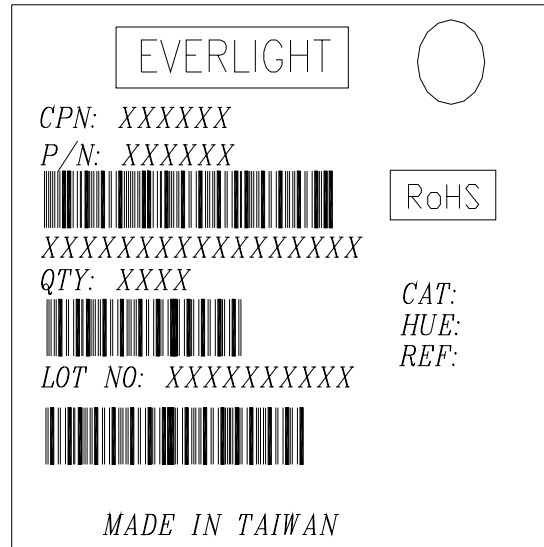 EVERLIGHT
CPN: XXXXXX
P/N: XXXXXX
RoHS
XXXXXXXXXXXXXXXXX
QTY: XXXX
CAT:
HUE:
REF:
LOT NO: XXXXXXXXXX
MADE IN TAIWAN